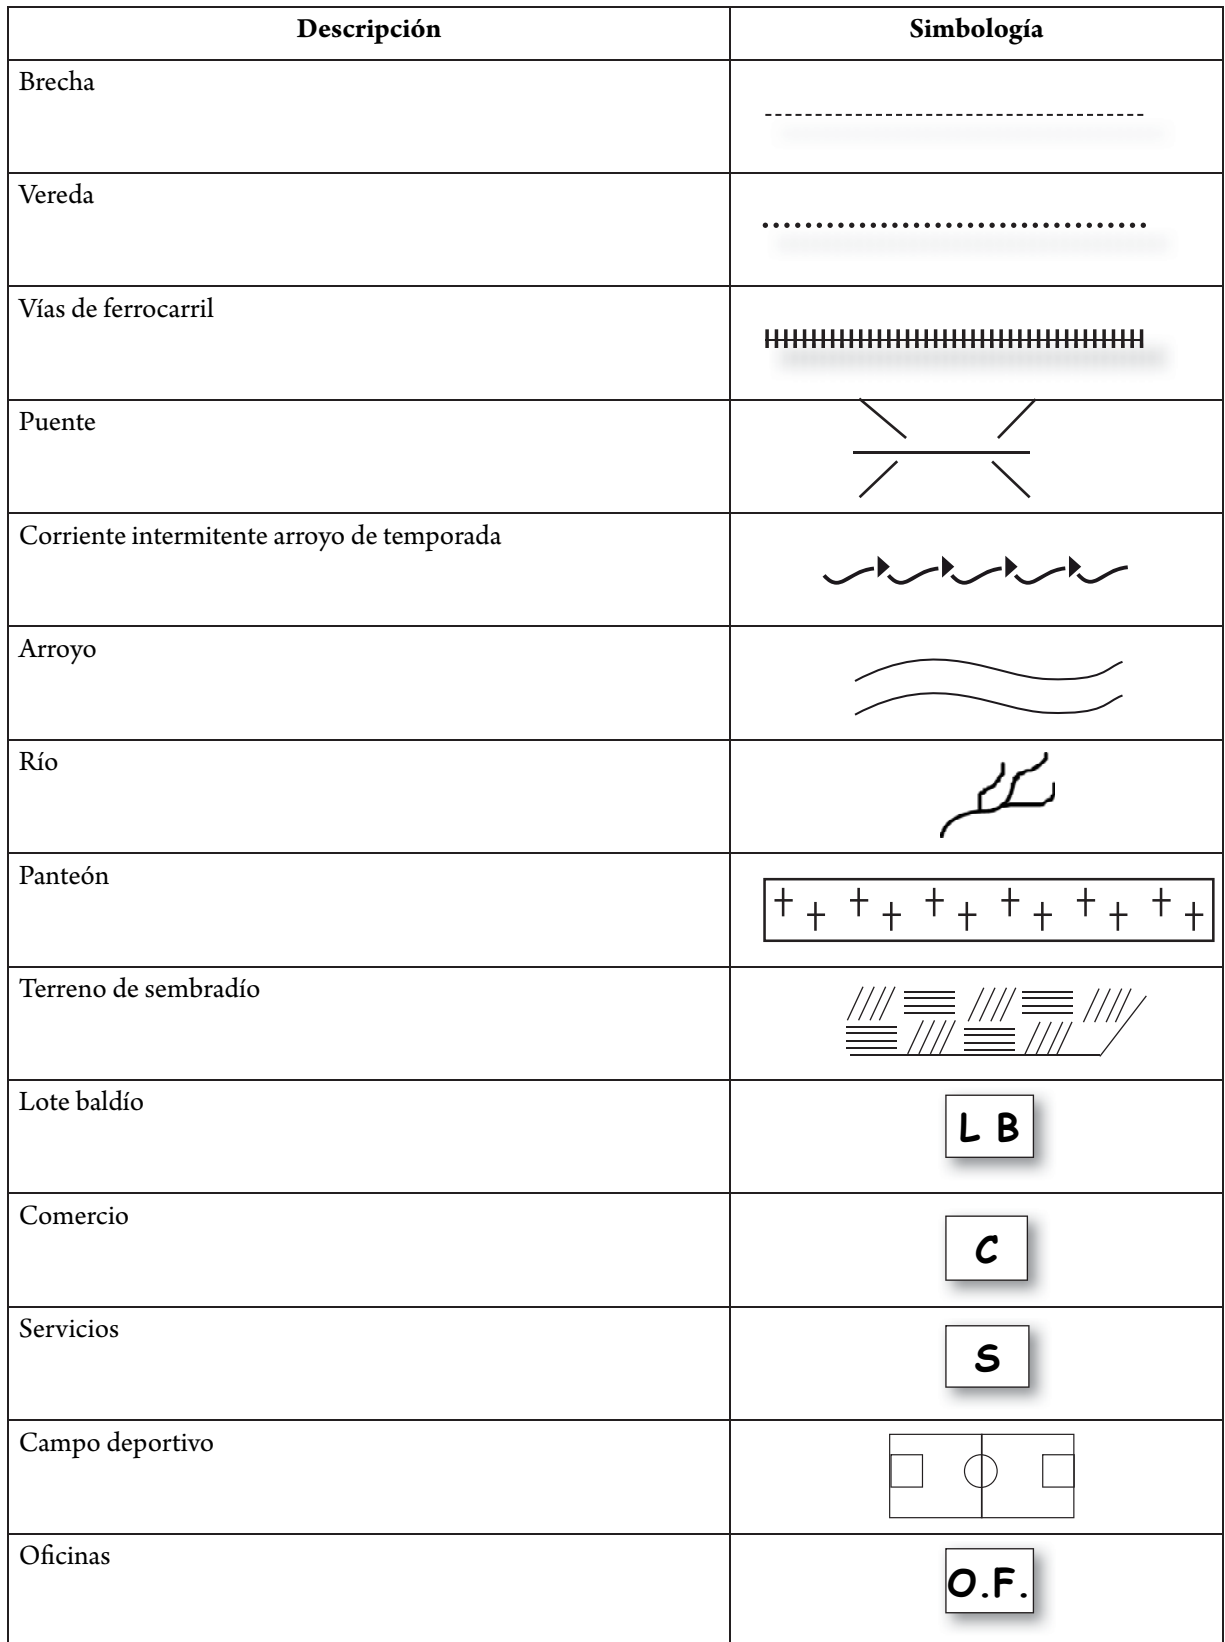 Descripción Simbología
Brecha
Vereda
Vías de ferrocarril
Puente
Corriente intermitente arroyo de temporada
Arroyo
Río
Panteón
Terreno de sembradío
Lote baldío
L B
Comercio
C
Servicios
S
Campo deportivo
Oficinas
O.F.